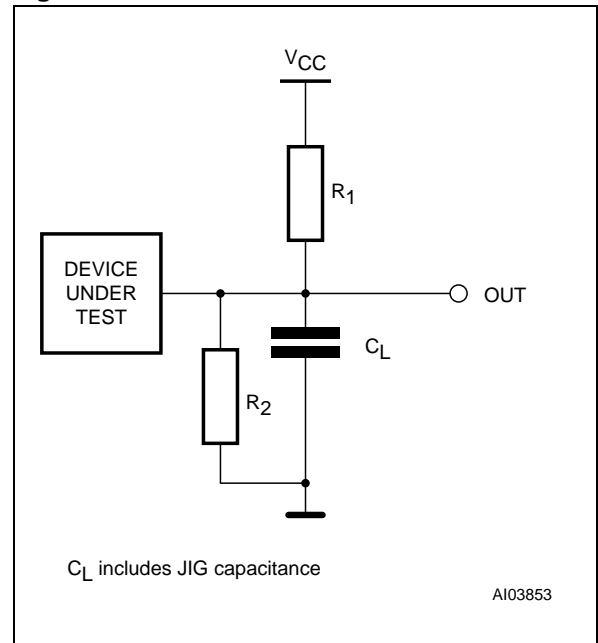 VCC
R1
DEVICE
UNDER
TEST
OUT
CL
R2
CL includes JIG capacitance
AI03853